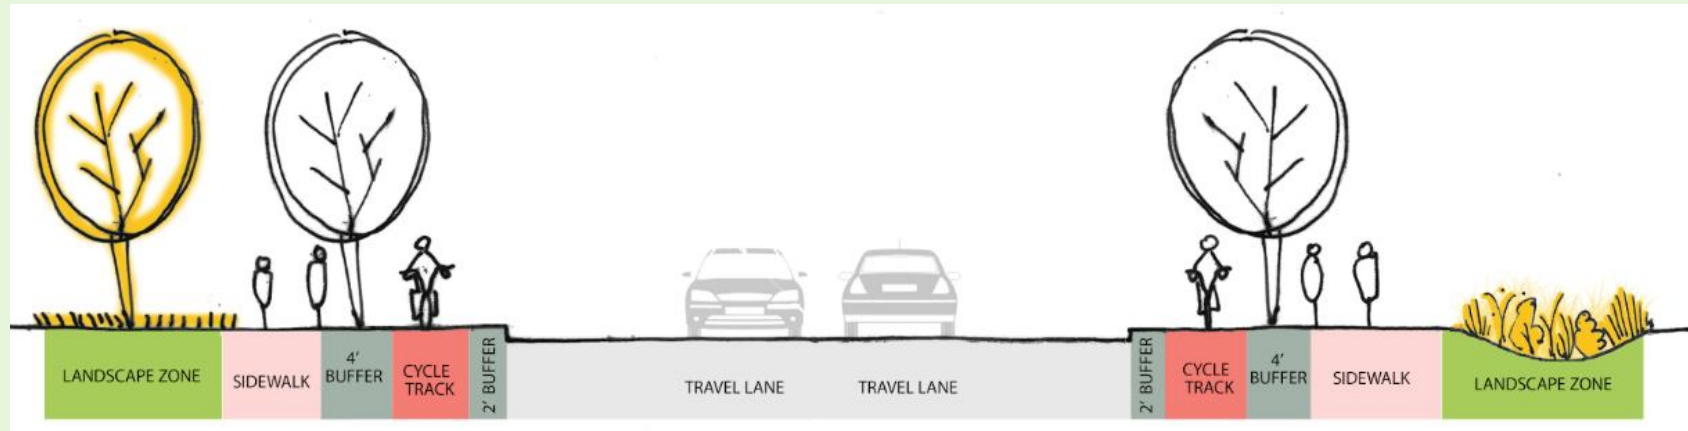 LANDSCAPE ZONE
SIDEWALK
4'
BUFFER
CYCLE
TRACK
2' BUFFER
TRAVEL LANE
TRAVEL LANE
2' BUFFER
CYCLE
TRACK
4'
BUFFER
SIDEWALK
LANDSCAPE ZONE